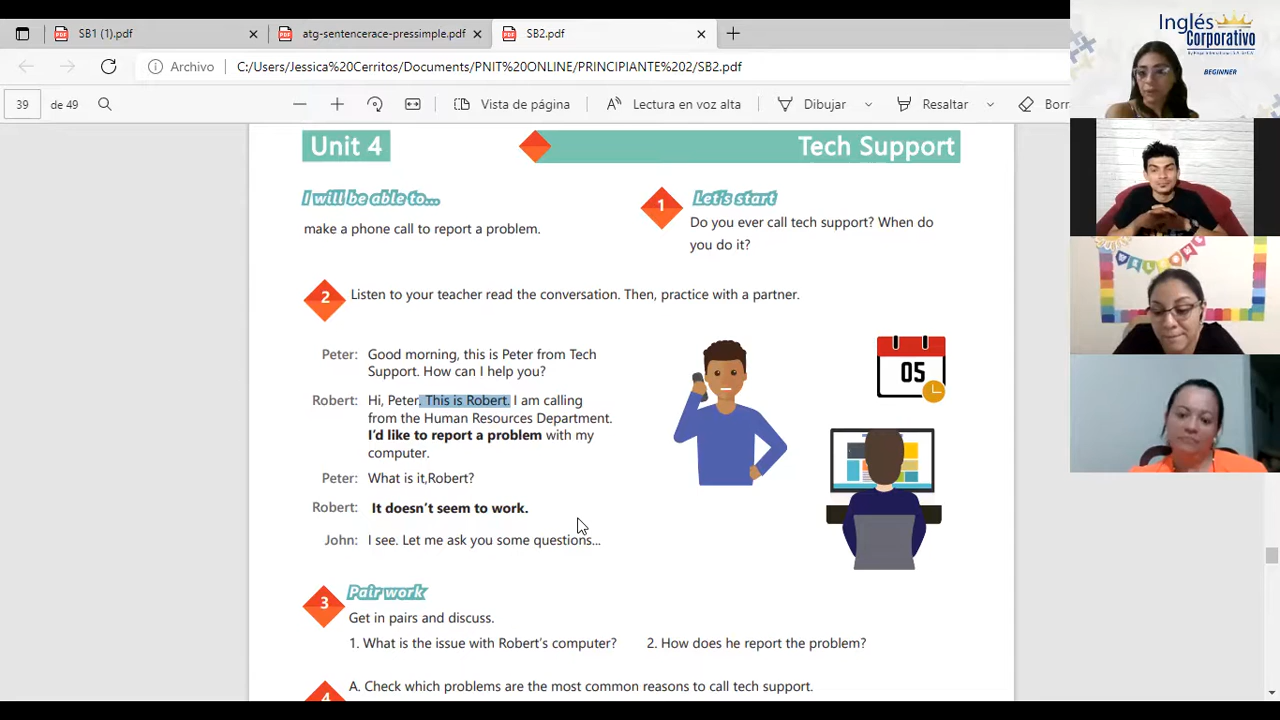 SB1 (1).pdf
atg-sentencerace-pressimple.pdf
SB2.pdf
Archivo
C:/Users/Jessica%20Cerritos/Documents/PNIT%20ONLINE/PRINCIPIANTE%202/SB2.pdf
39 de 49
Vista de página
Lectura en voz alta
Dibujar
Resaltar
Borr
Inglés
Corporativo
BEGINNER
Unit 4
Tech Support
I will be able to...
make a phone call to report a problem.
1
Let's start
Do you ever call tech support? When do
you do it?
2
Listen to your teacher read the conversation. Then, practice with a partner.
Peter: Good morning, this is Peter from Tech
Support. How can I help you?
Robert: Hi, Peter. This is Robert. I am calling
from the Human Resources Department.
I'd like to report a problem with my
computer.
Peter: What is it,Robert?
Robert: It doesn't seem to work.
John: I see. Let me ask you some questions...
05
3
Pair work
Get in pairs and discuss.
1. What is the issue with Robert's computer?
2. How does he report the problem?
4
A. Check which problems are the most common reasons to call tech support.